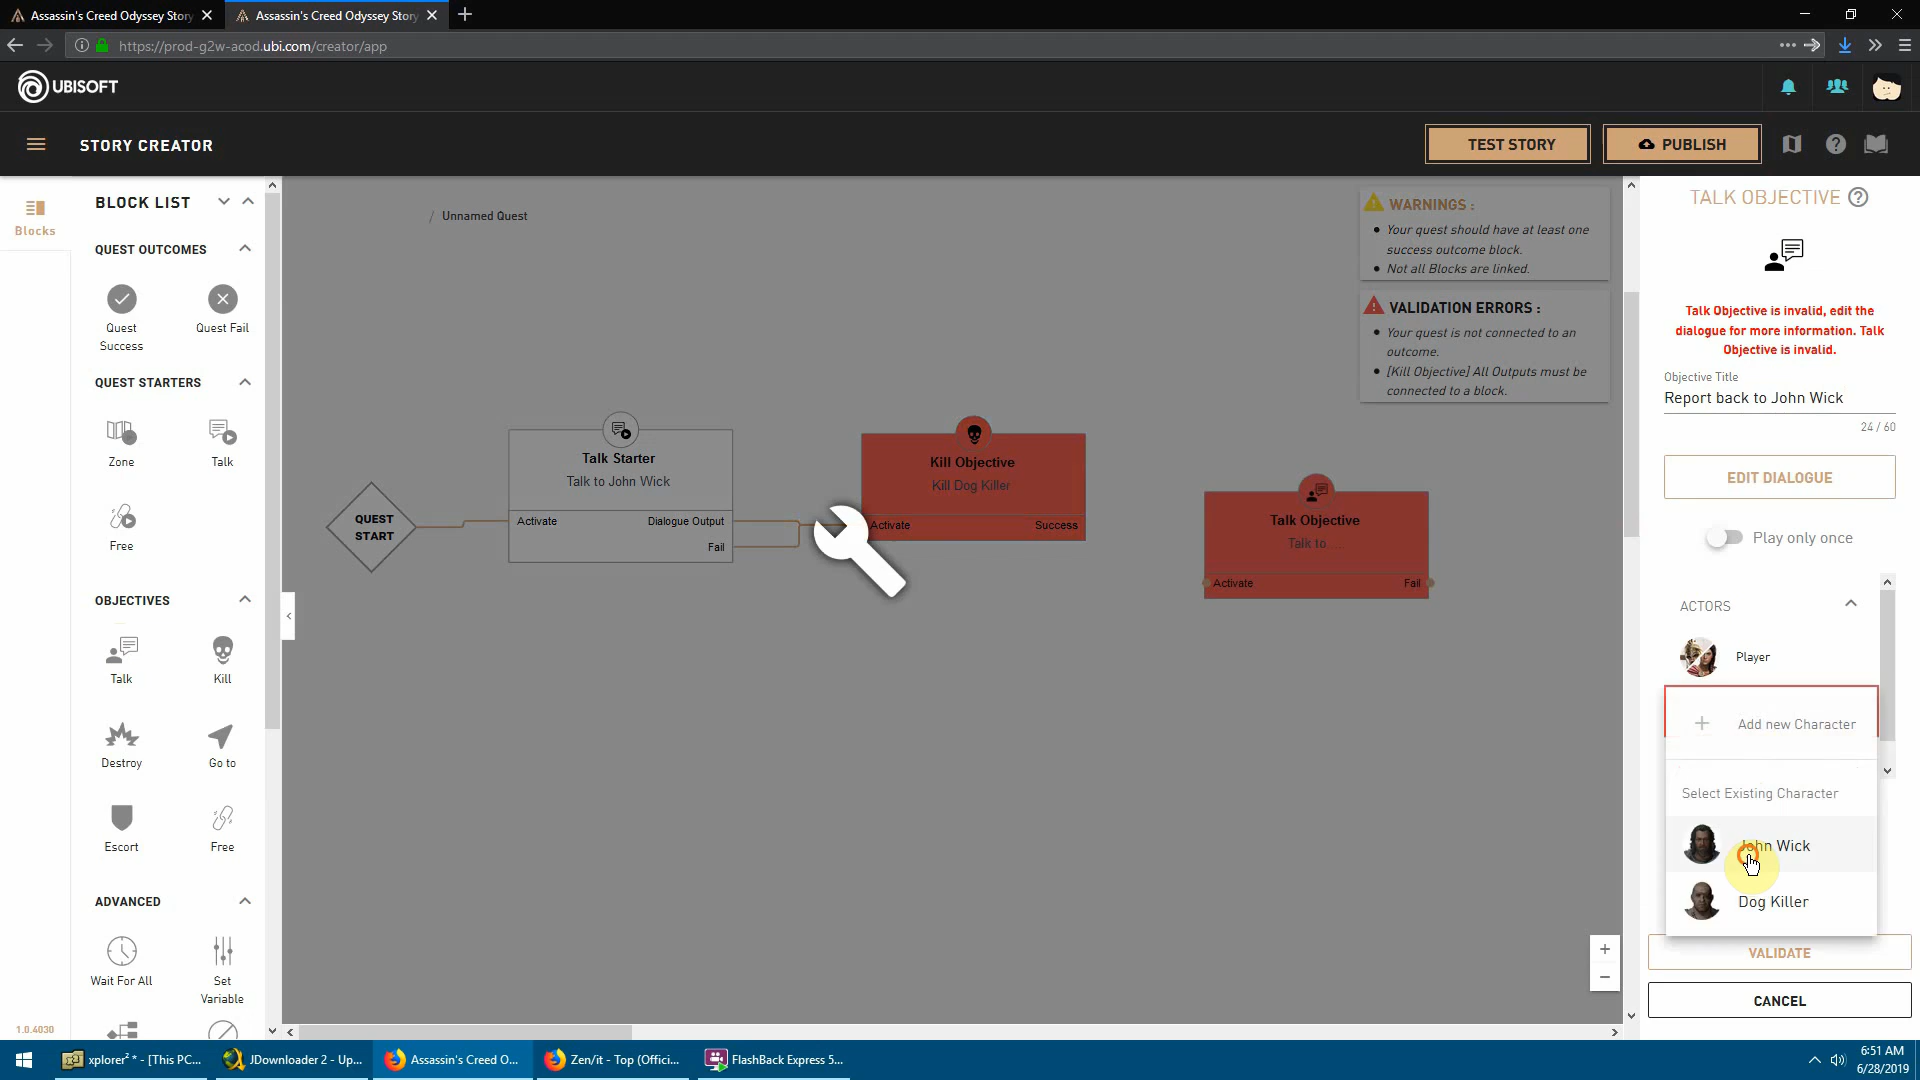 Assassin's Creed Odyssey Story
Assassin's Creed Odyssey Story
https://prod-g2w-acod.ubi.com/creator/app
UBISOFT
STORY CREATOR
TEST STORY
PUBLISH
Blocks
BLOCK LIST
QUEST OUTCOMES
Quest
Success
Quest Fail
QUEST STARTERS
Zone
Talk
Free
OBJECTIVES
Talk
Kill
Destroy
Go to
Escort
Free
ADVANCED
Wait For All
Set
Variable
1.0.4030
/ Unnamed Quest
WARNINGS :
• Your quest should have at least one
success outcome block.
• Not all Blocks are linked.
VALIDATION ERRORS :
• Your quest is not connected to an
outcome.
• [Kill Objective] All Outputs must be
connected to a block.
QUEST
START
Talk Starter
Talk to John Wick
Activate
Dialogue Output
Fail
Kill Objective
Kill Dog Killer
Activate
Success
Talk Objective
Talk to ....
Activate
Fail
TALK OBJECTIVE
Talk Objective is invalid, edit the
dialogue for more information. Talk
Objective is invalid.
Objective Title
Report back to John Wick
24 / 60
EDIT DIALOGUE
Play only once
ACTORS
Player
Add new Character
Select Existing Character
John Wick
Dog Killer
VALIDATE
CANCEL
xplorer² * - [This PC...
JDownloader 2 - Up...
Assassin's Creed O...
Zen/it - Top (Offici...
FlashBack Express 5...
6:51 AM
6/28/2019